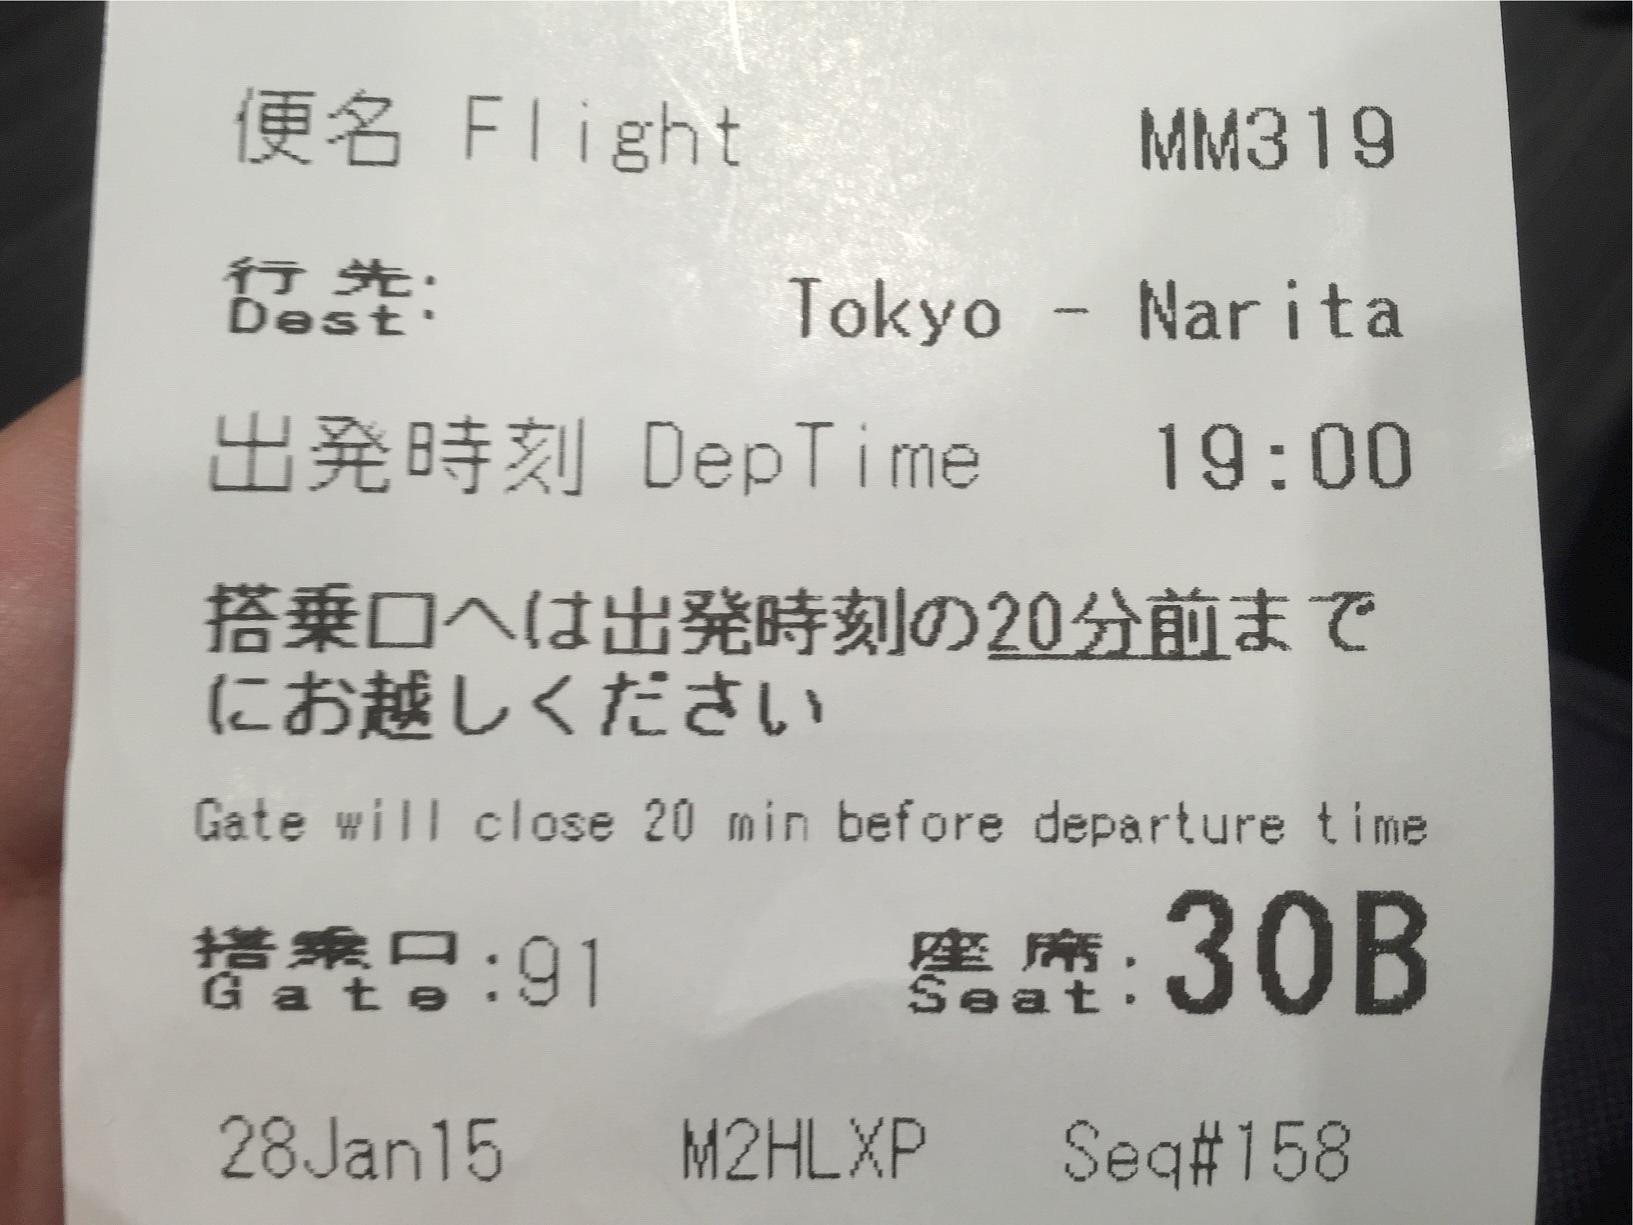 便名 Flight MM319
行先:
Dest: Tokyo - Narita
出発時刻 DepTime 19:00
搭乗口へは出発時刻の20分前まで
にお越しください
Gate will close 20 min before departure time
搭乗口 Gate:91 座席 Seat:30B
28Jan15 M2HLXP Seq#158